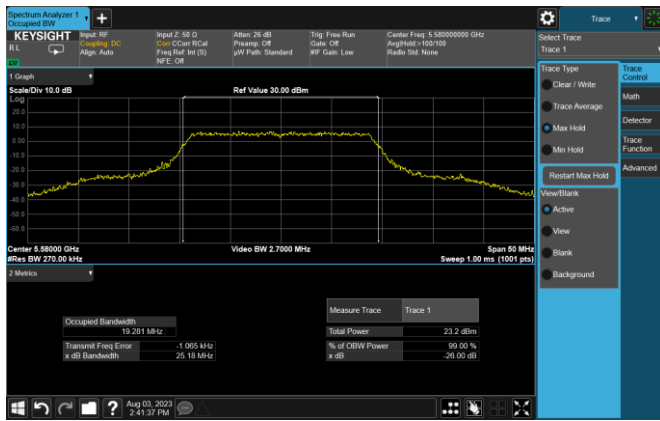 Spectrum Analyzer 1
Occupied BW
+
Trace
KEYSIGHT
R L
Input: RF
Coupling: DC
Align: Auto
Input Z: 50 Ω
Corr CCorr RCal
Freq Ref: Int (S)
NFE: Off
Atten: 26 dB
Preamp: Off
µW Path: Standard
Trig: Free Run
Gate: Off
#IF Gain: Low
Center Freq: 5.580000000 GHz
Avg|Hold:>100/100
Radio Std: None
Select Trace
Trace 1
1 Graph
Scale/Div 10.0 dB
Ref Value 30.00 dBm
Log
20.0
10.0
0.00
-10.0
-20.0
-30.0
-40.0
-50.0
-60.0
Center 5.58000 GHz
Video BW 2.7000 MHz
Span 50 MHz
#Res BW 270.00 kHz
Sweep 1.00 ms (1001 pts)
2 Metrics
Measure Trace
Trace 1
Occupied Bandwidth
19.281 MHz
Total Power
23.2 dBm
Transmit Freq Error
-1.065 kHz
% of OBW Power
99.00 %
x dB Bandwidth
25.18 MHz
x dB
-26.00 dB
Trace Type
Clear / Write
Trace Average
Max Hold
Min Hold
Restart Max Hold
View/Blank
Active
View
Blank
Background
Trace
Control
Math
Detector
Trace
Function
Advanced
?
Aug 03, 2023
2:41:37 PM